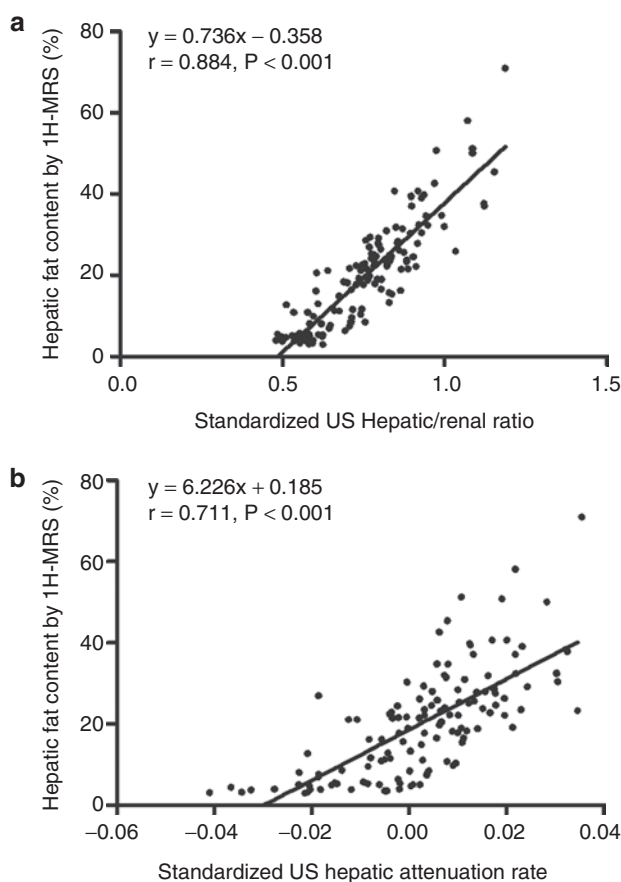 a
y = 0.736x – 0.358
r = 0.884, P < 0.001
Hepatic fat content by 1H-MRS (%)
80
60
40
20
0
0.0 0.5 1.0 1.5
Standardized US Hepatic/renal ratio
b
y = 6.226x + 0.185
r = 0.711, P < 0.001
Hepatic fat content by 1H-MRS (%)
80
60
40
20
0
–0.06 –0.04 –0.02 0.00 0.02 0.04
Standardized US hepatic attenuation rate